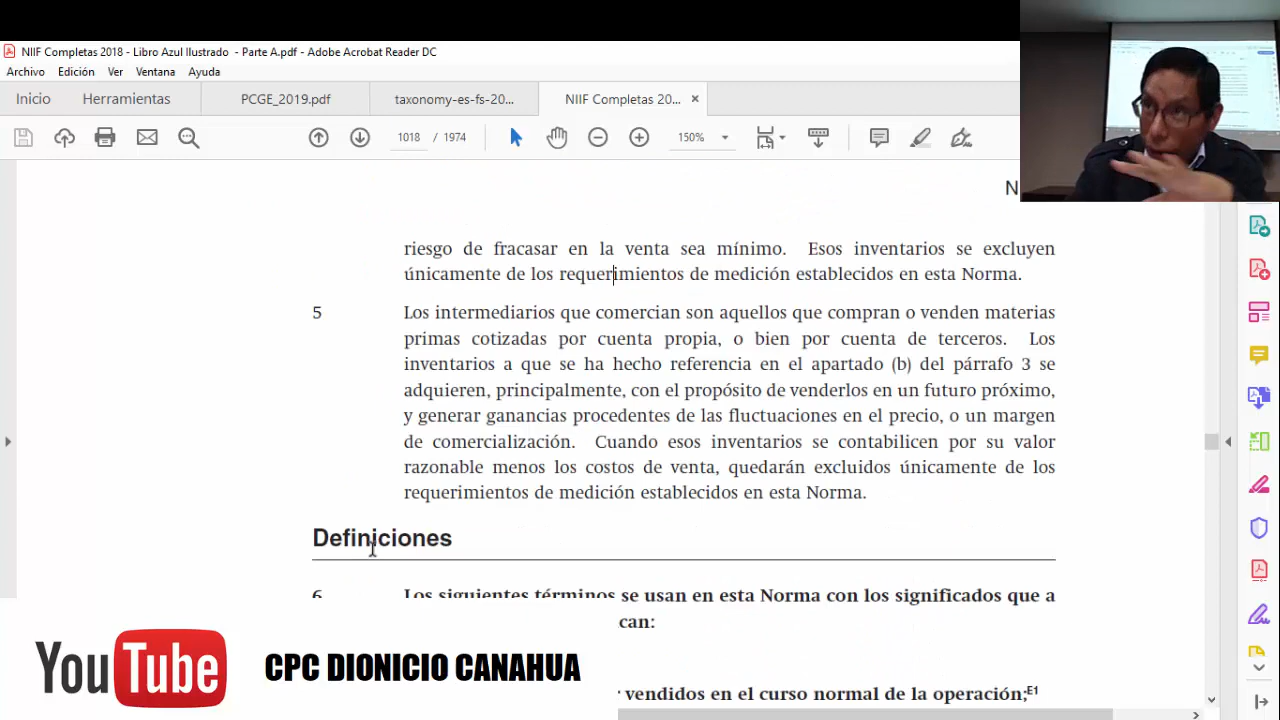 NIIF Completas 2018 - Libro Azul Ilustrado - Parte A.pdf - Adobe Acrobat Reader DC
Archivo Edición Ver Ventana Ayuda
Inicio Herramientas PCGE_2019.pdf taxonomy-es-fs-20... NIIF Completas 20... ×
1018 / 1974 150%
N
riesgo de fracasar en la venta sea mínimo. Esos inventarios se excluyen
únicamente de los requerimientos de medición establecidos en esta Norma.
5 Los intermediarios que comercian son aquellos que compran o venden materias
primas cotizadas por cuenta propia, o bien por cuenta de terceros. Los
inventarios a que se ha hecho referencia en el apartado (b) del párrafo 3 se
adquieren, principalmente, con el propósito de venderlos en un futuro próximo,
y generar ganancias procedentes de las fluctuaciones en el precio, o un margen
de comercialización. Cuando esos inventarios se contabilicen por su valor
razonable menos los costos de venta, quedarán excluidos únicamente de los
requerimientos de medición establecidos en esta Norma.
Definiciones
6 Los siguientes términos se usan en esta Norma con los significados que a
can:
vendidos en el curso normal de la operación;E1
YouTube CPC DIONICIO CANAHUA